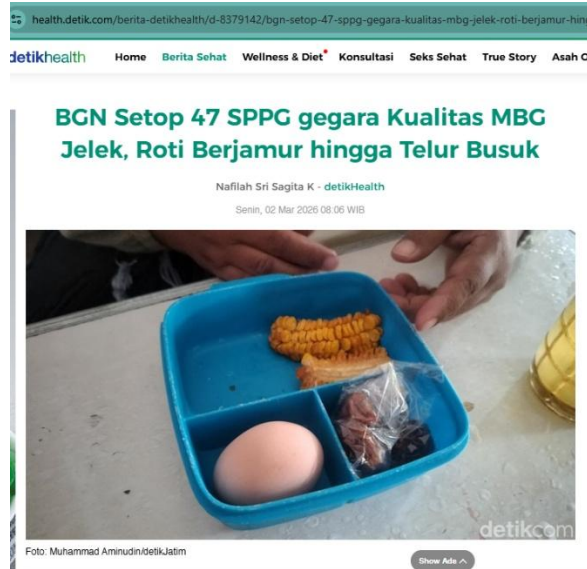 health.detik.com/berita-detikhealth/d-8379142/bgn-setop-47-sppg-gegara-kualitas-mbg-jelek-roti-berjamur-hin
detikhealth Home Berita Sehat Wellness & Diet Konsultasi Seks Sehat True Story Asah O
BGN Setop 47 SPPG gegara Kualitas MBG
Jelek, Roti Berjamur hingga Telur Busuk
Nafilah Sri Sagita K - detikHealth
Senin, 02 Mar 2026 08:06 WIB
detikcom
Foto: Muhammad Aminudin/detikJatim
Show Ads